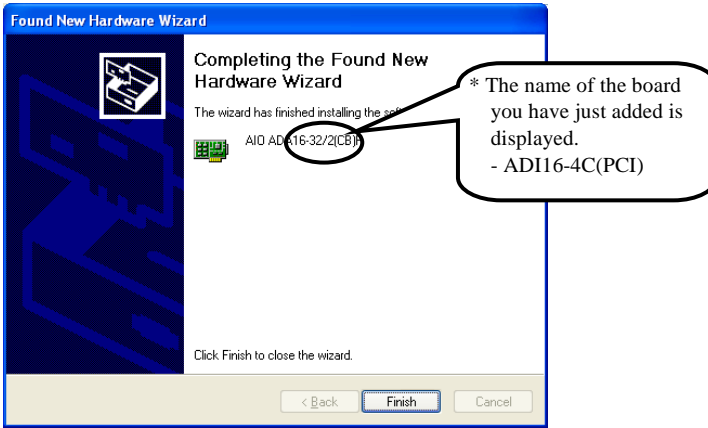 Found New Hardware Wizard
Completing the Found New
Hardware Wizard
The wizard has finished installing the
AIO ADA16-32/2(CB)F
Click Finish to close the wizard.
< Back
Finish
Cancel
* The name of the board
you have just added is
displayed.
- ADI16-4C(PCI)